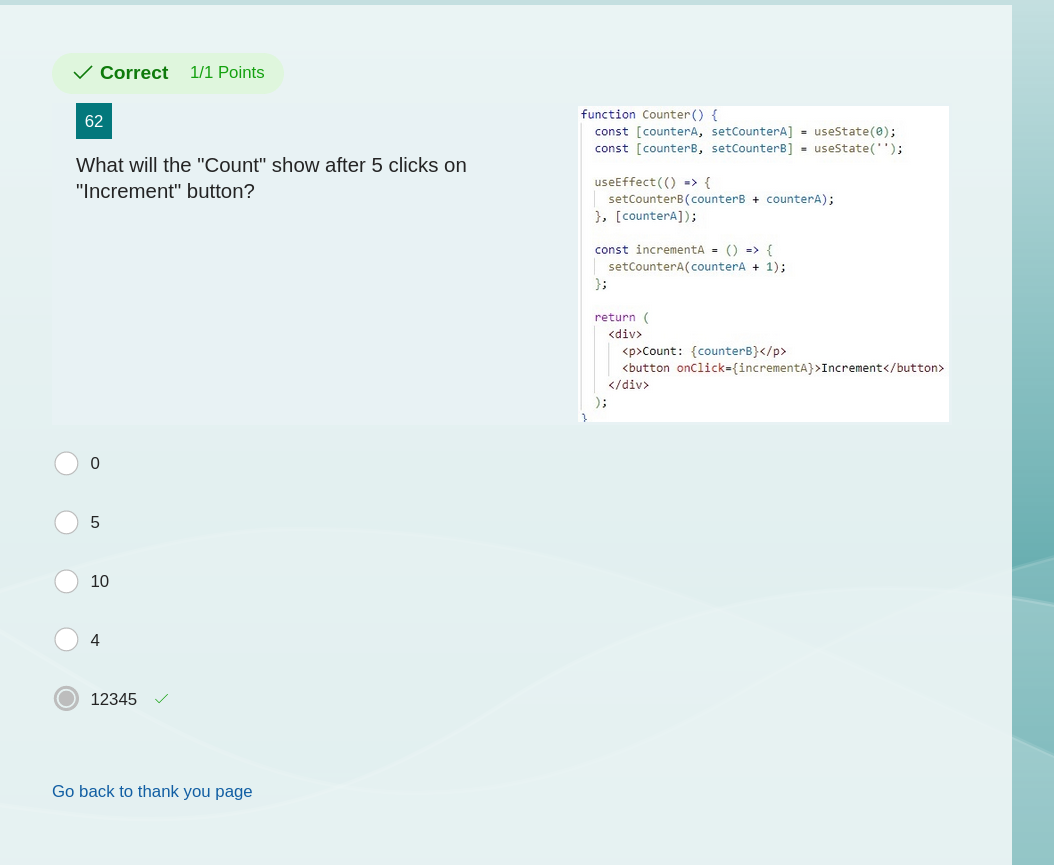 Correct 1/1 Points
62
What will the "Count" show after 5 clicks on
"Increment" button?
function Counter() {
const [counterA, setCounterA] = useState(0);
const [counterB, setCounterB] = useState('');
useEffect(() => {
setCounterB(counterB + counterA);
}, [counterA]);
const incrementA = () => {
setCounterA(counterA + 1);
};
return (
<div>
<p>Count: {counterB}</p>
<button onClick={incrementA}>Increment</button>
</div>
);
}
0
5
10
4
12345
Go back to thank you page